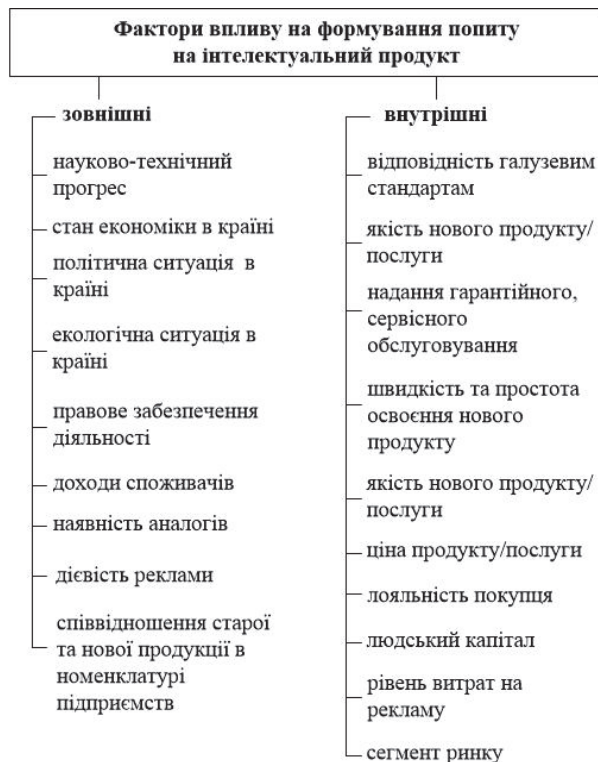 Фактори впливу на формування попиту
на інтелектуальний продукт
зовнішні
науково-технічний
прогрес
стан економіки в країні
політична ситуація в
країні
екологічна ситуація в
країні
правове забезпечення
діяльності
доходи споживачів
наявність аналогів
дієвість реклами
співвідношення старої
та нової продукції в
номенклатурі
підприємств
внутрішні
відповідність галузевим
стандартам
якість нового продукту/
послуги
надання гарантійного,
сервісного
обслуговування
швидкість та простота
освоєння нового
продукту
якість нового продукту/
послуги
ціна продукту/послуги
лояльність покупця
людський капітал
рівень витрат на
рекламу
сегмент ринку